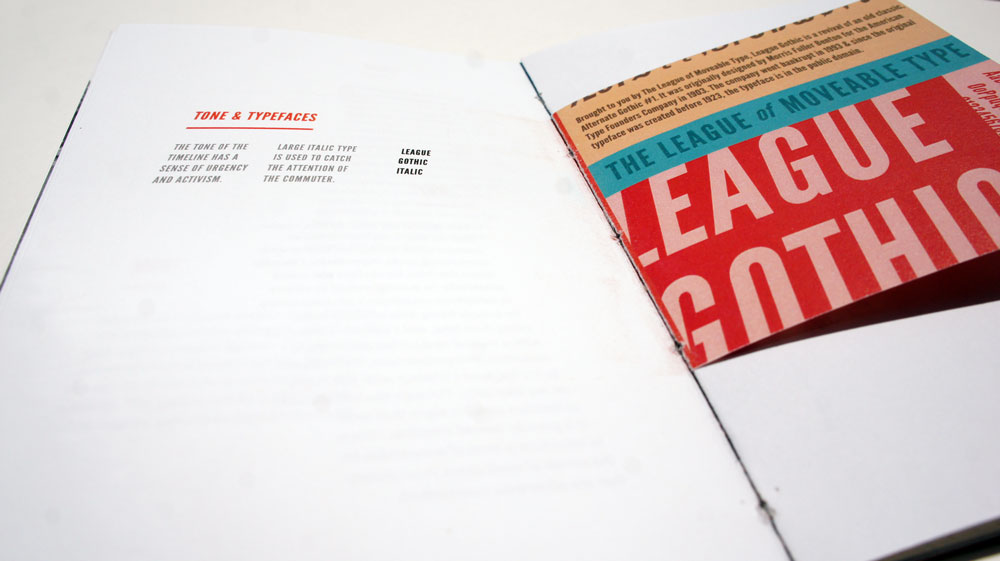 TONE & TYPEFACES
THE TONE OF THE
TIMELINE HAS A
SENSE OF URGENCY
AND ACTIVISM.
LARGE ITALIC TYPE
IS USED TO CATCH
THE ATTENTION OF
THE COMMUTER.
LEAGUE
GOTHIC
ITALIC
Brought to you by The League of Moveable Type, League Gothic is a revival of an old classic
Alternate Gothic #1. It was originally designed by Morris Fuller Benton for the American
Type Founders Company in 1903. The company went bankrupt in 1993 & since the original
typeface was created before 1923, the typeface is in the public domain.
THE LEAGUE of MOVEABLE TYPE
LEAGUE
GOTHIC